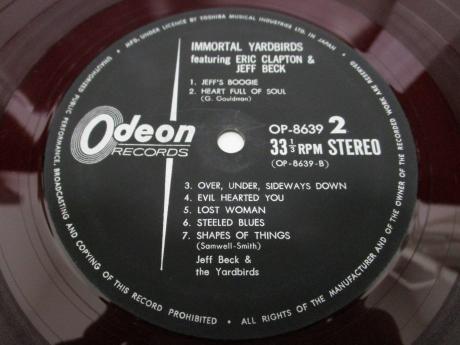 MFD. UNDER LICENCE BY TOSHIBA MUSICAL INDUSTRIES LTD. IN JAPAN
IMMORTAL YARDBIRDS
featuring ERIC CLAPTON &
JEFF BECK
1. JEFF'S BOOGIE
2. HEART FULL OF SOUL
(G. Gouldman)
Odeon
RECORDS
OP-8639 2
33 1/3 RPM STEREO
(OP-8639-B)
3. OVER, UNDER, SIDEWAYS DOWN
4. EVIL HEARTED YOU
5. LOST WOMAN
6. STEELED BLUES
7. SHAPES OF THINGS
(Samwell-Smith)
Jeff Beck &
the Yardbirds
UNAUTHORIZED PUBLIC PERFORMANCE, BROADCASTING AND COPYING OF THIS RECORD PROHIBITED • ALL RIGHTS OF THE MANUFACTURER AND OF THE OWNER OF THE RECORDED WORK ARE RESERVED